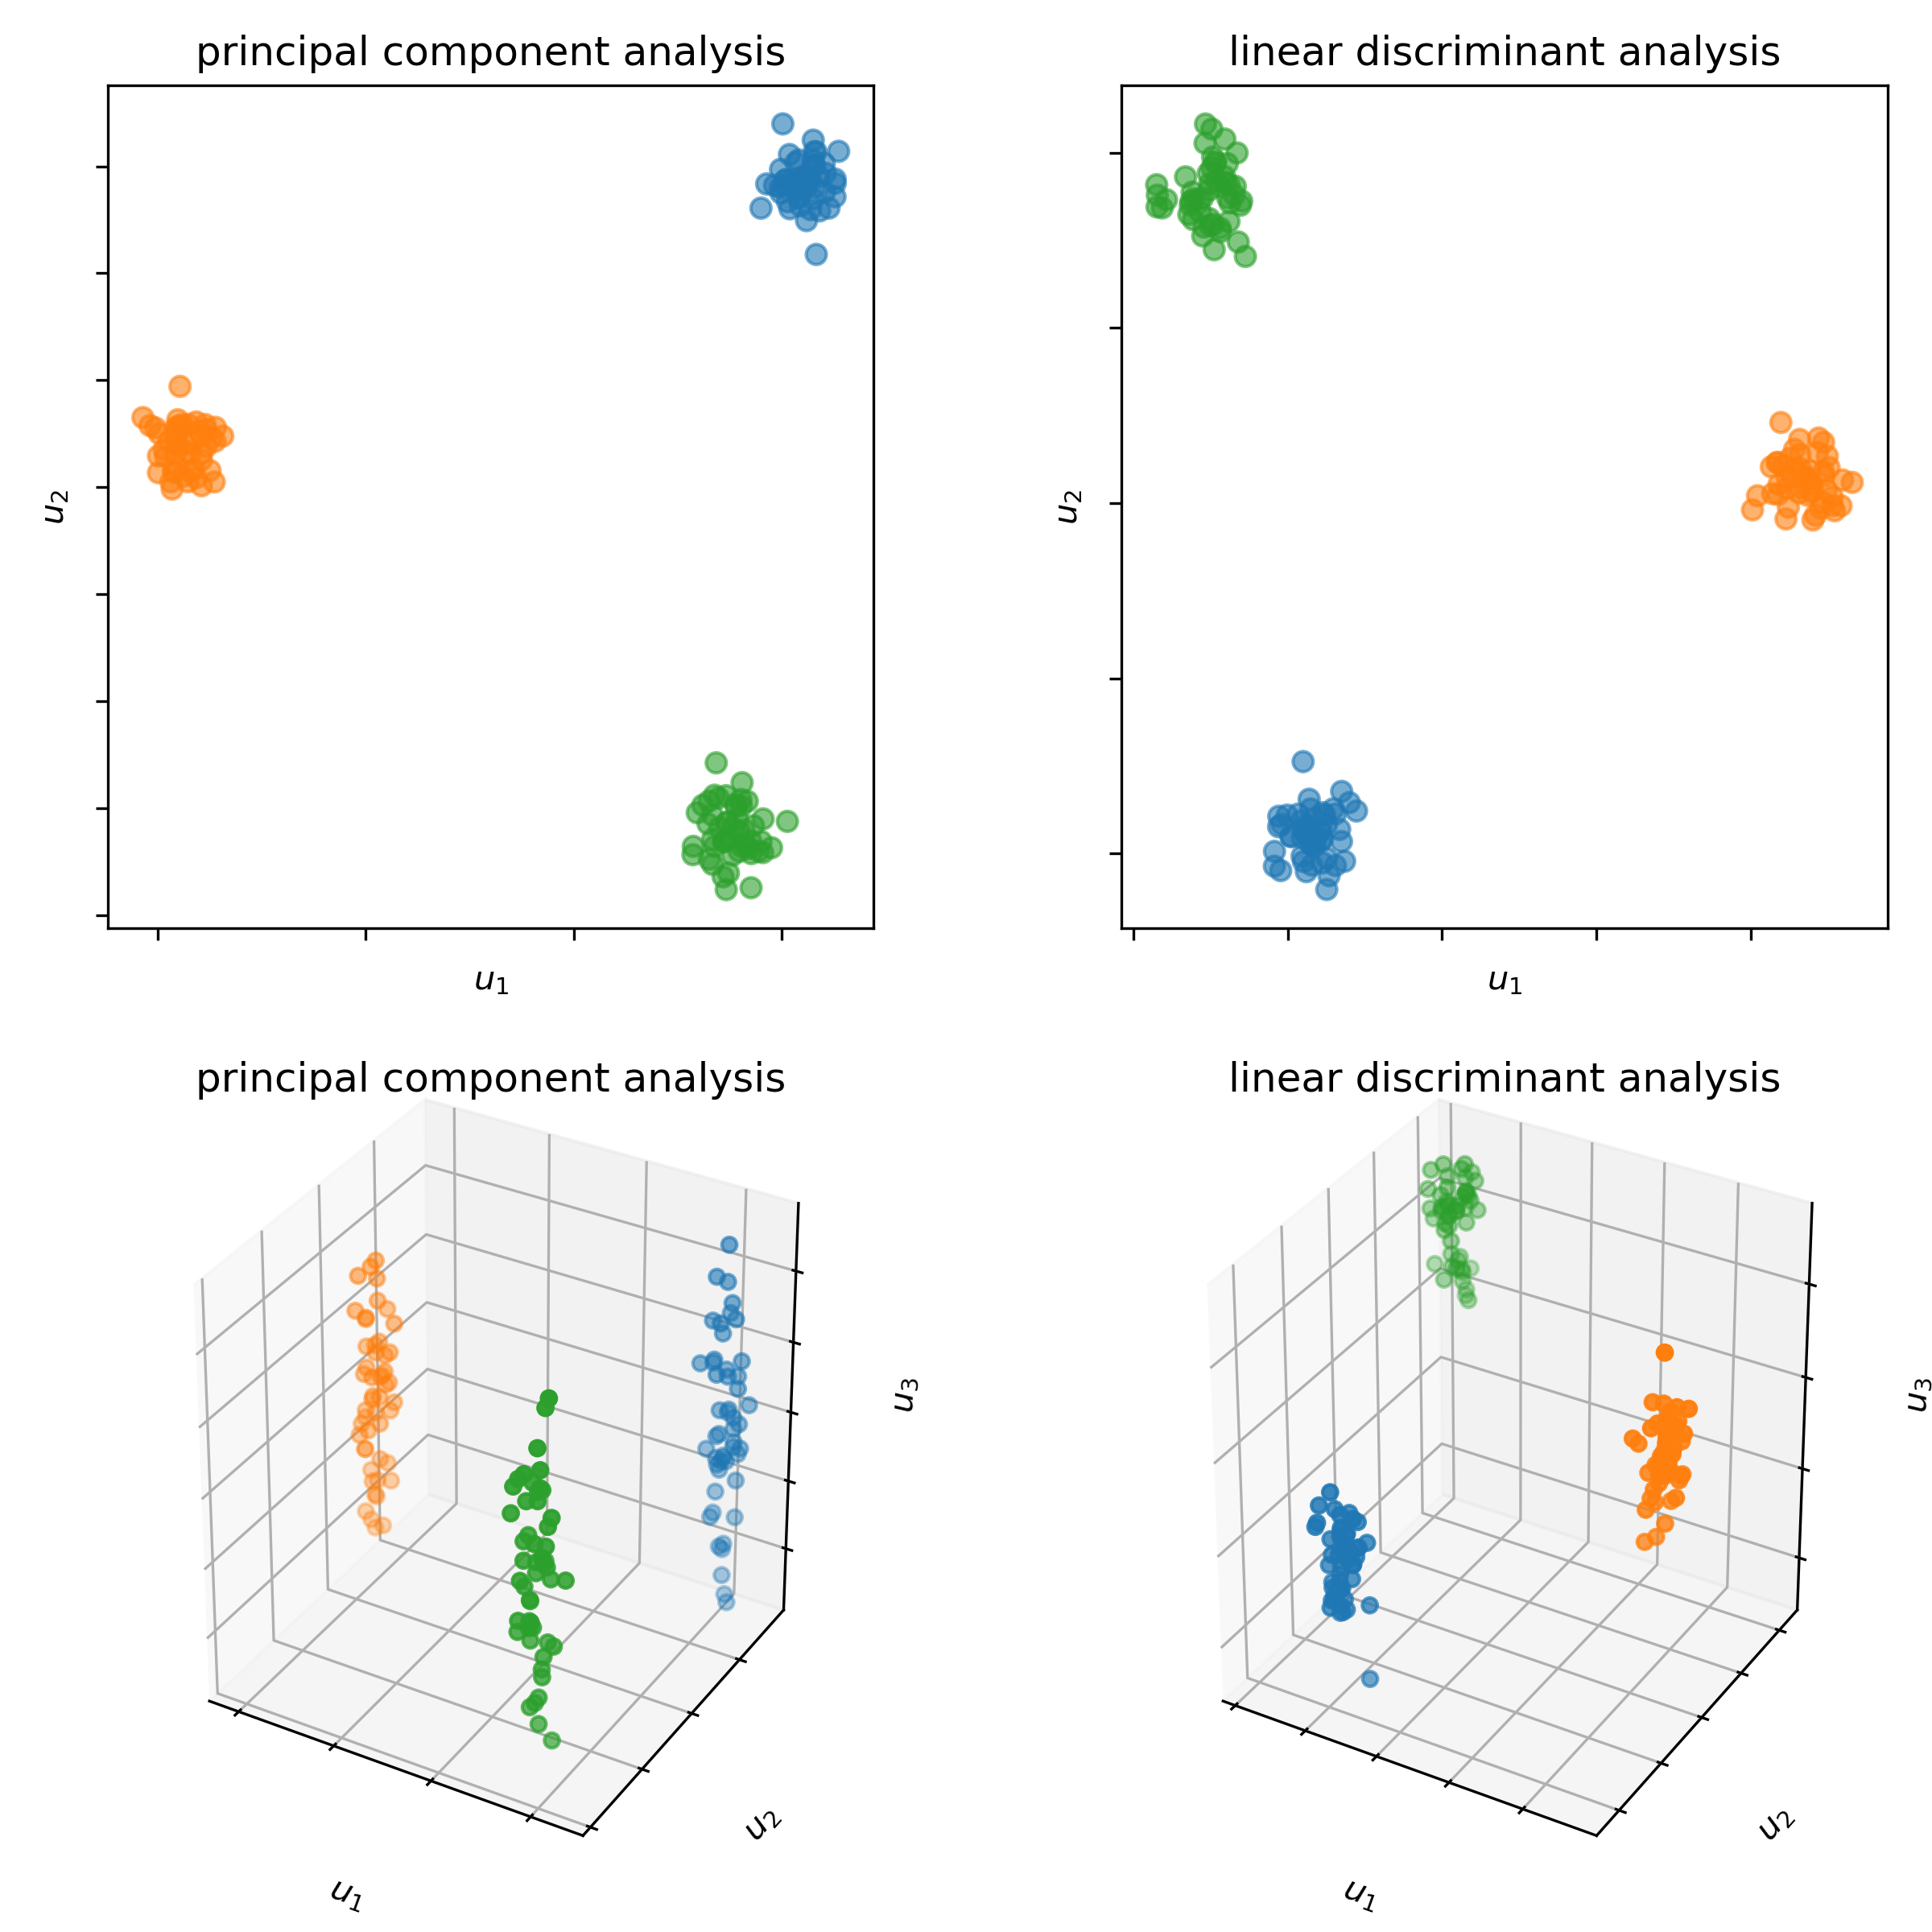 principal component analysis
linear discriminant analysis
u₂
u₂
u₁
u₁
principal component analysis
linear discriminant analysis
u₃
u₃
u₂
u₂
u₁
u₁